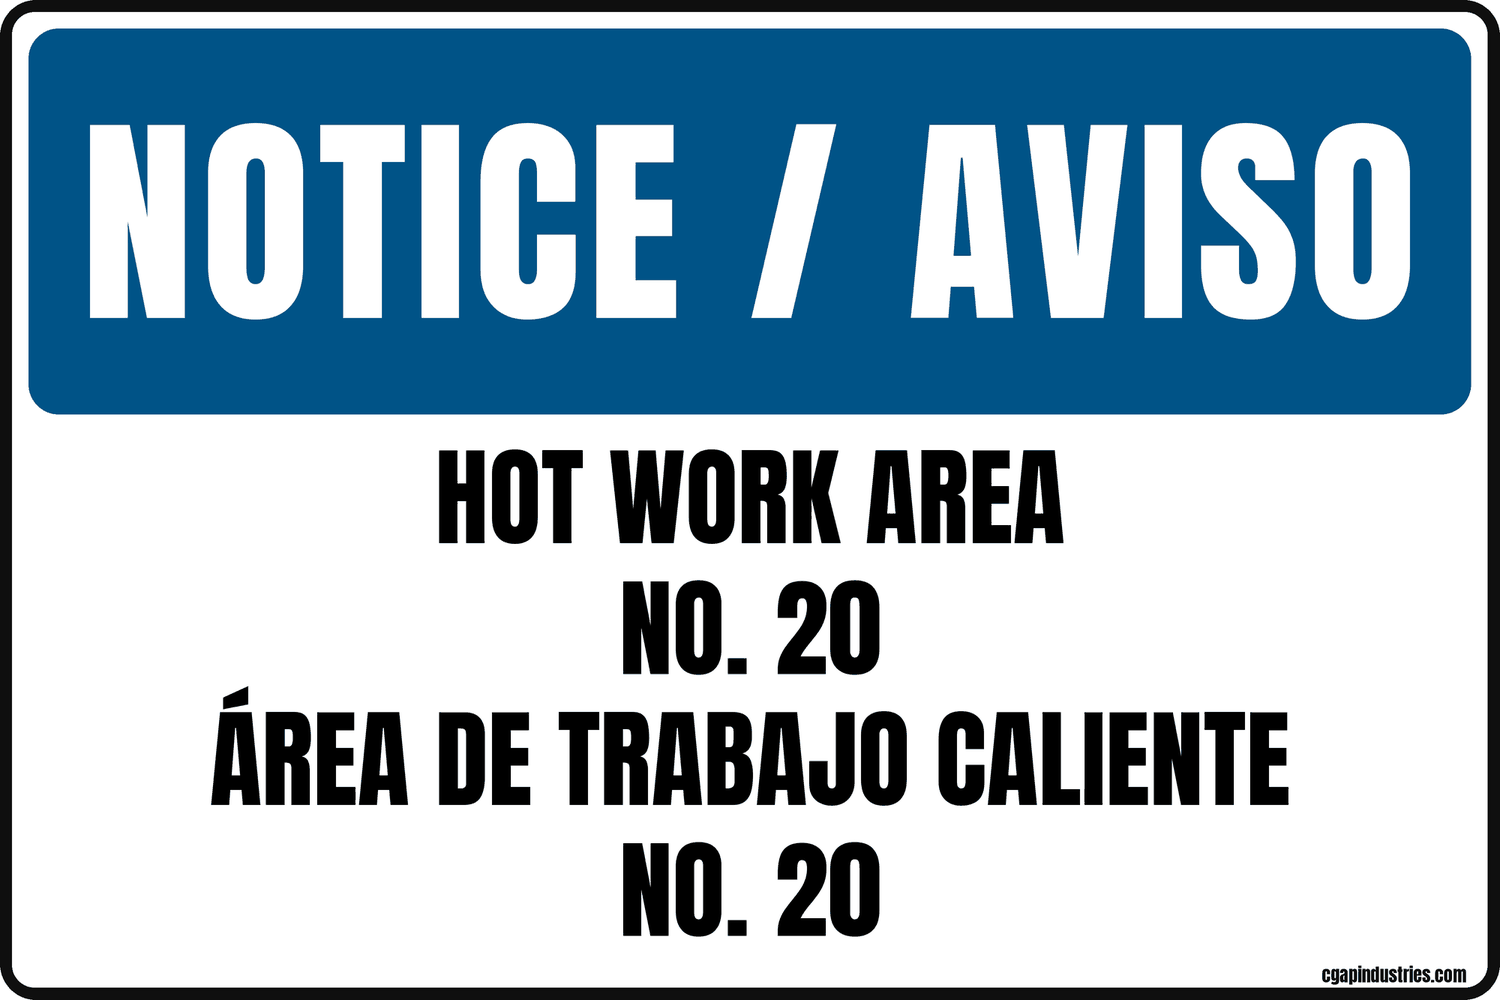 NOTICE / AVISO
HOT WORK AREA
NO. 20
ÁREA DE TRABAJO CALIENTE
NO. 20
cgapindustries.com